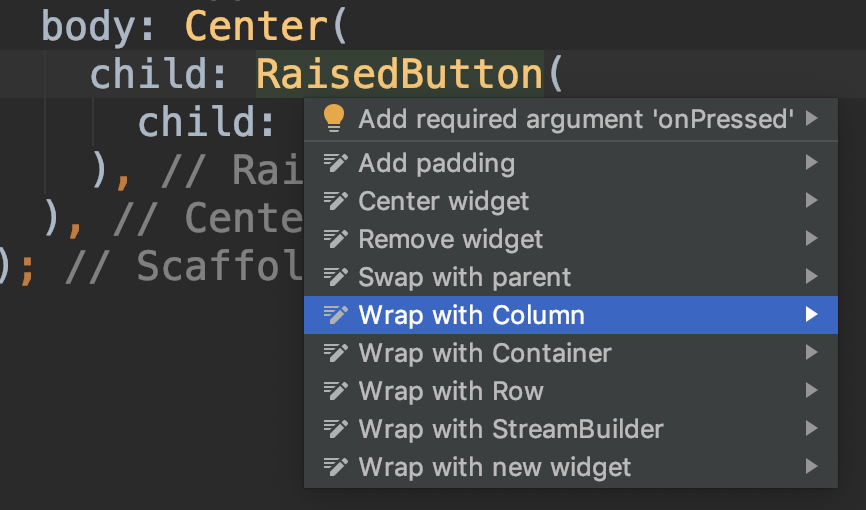 body: Center(
child: RaisedButton(
child:
), // Rai
), // Cente
); // Scaffol
Add required argument 'onPressed'
Add padding
Center widget
Remove widget
Swap with parent
Wrap with Column
Wrap with Container
Wrap with Row
Wrap with StreamBuilder
Wrap with new widget